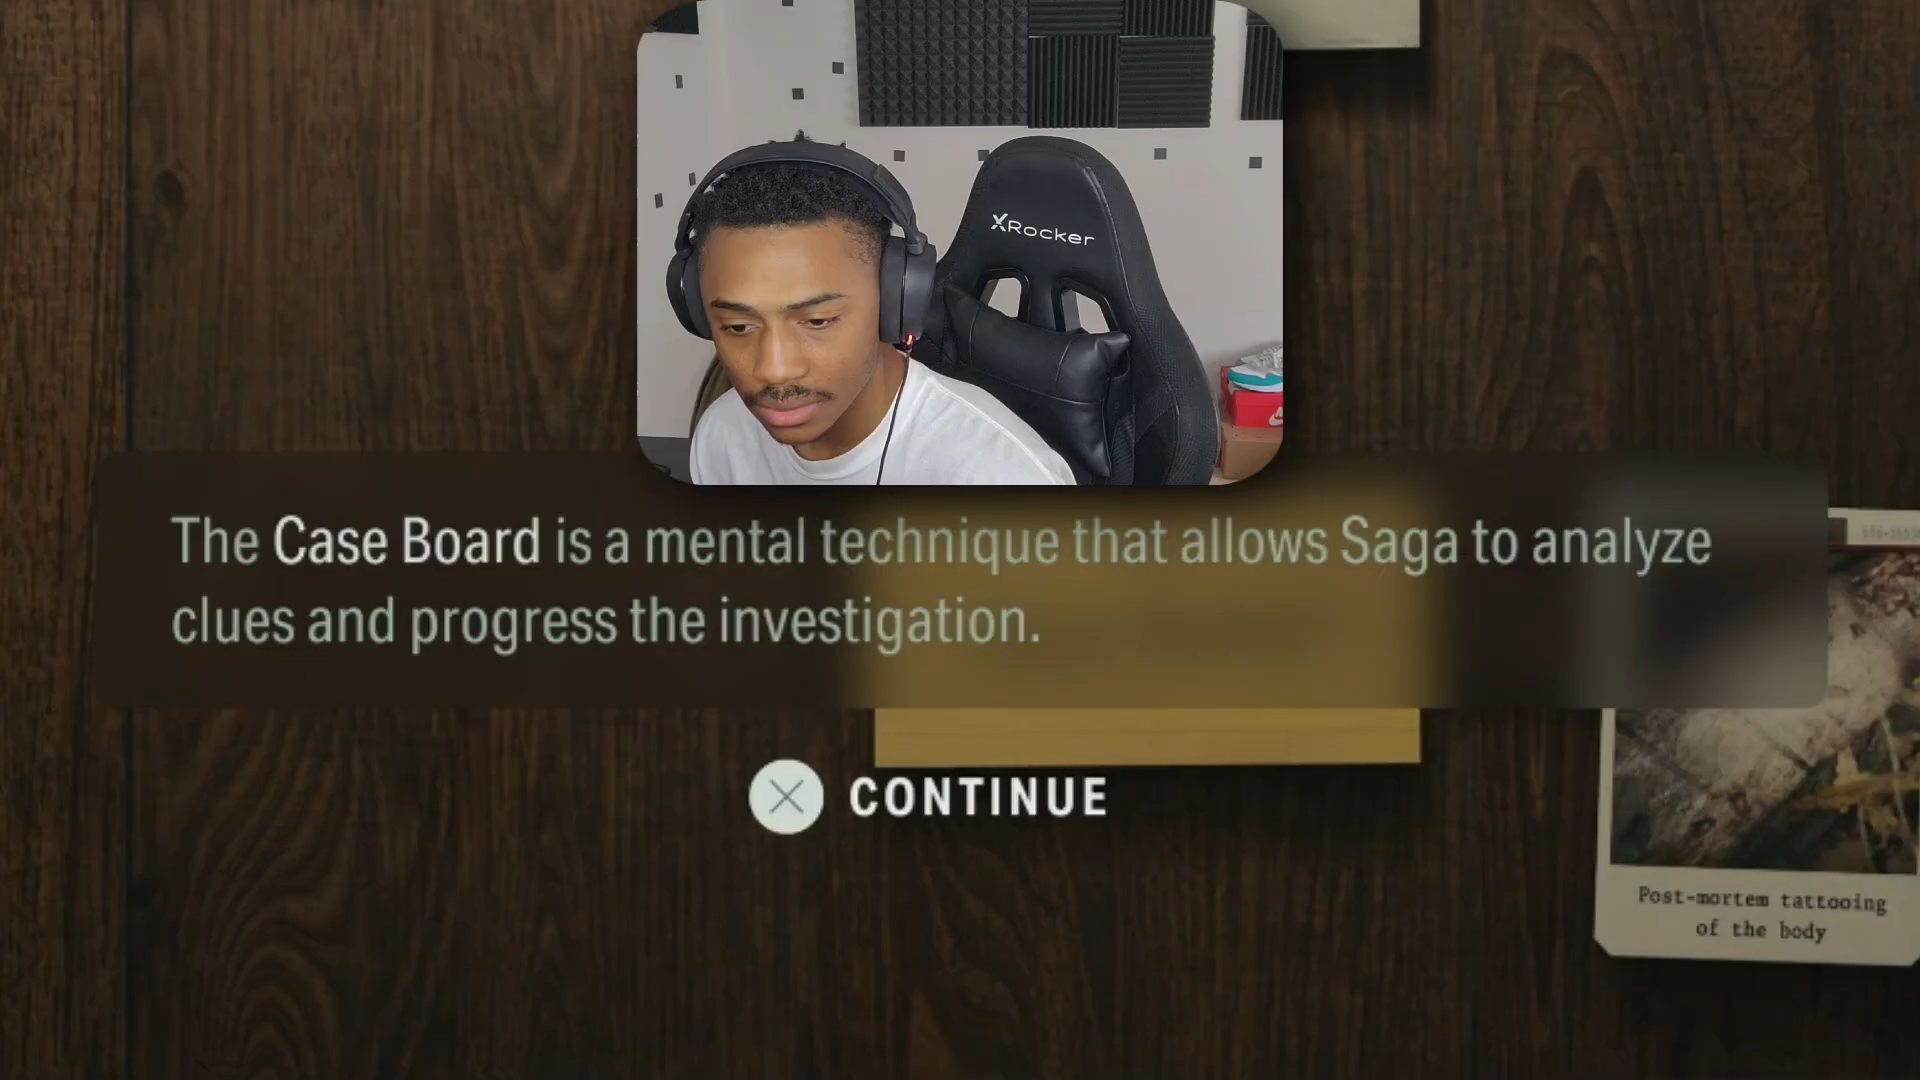 XRocker
The Case Board is a mental technique that allows Saga to analyze
clues and progress the investigation.
CONTINUE
Post-mortem tattooing
of the body